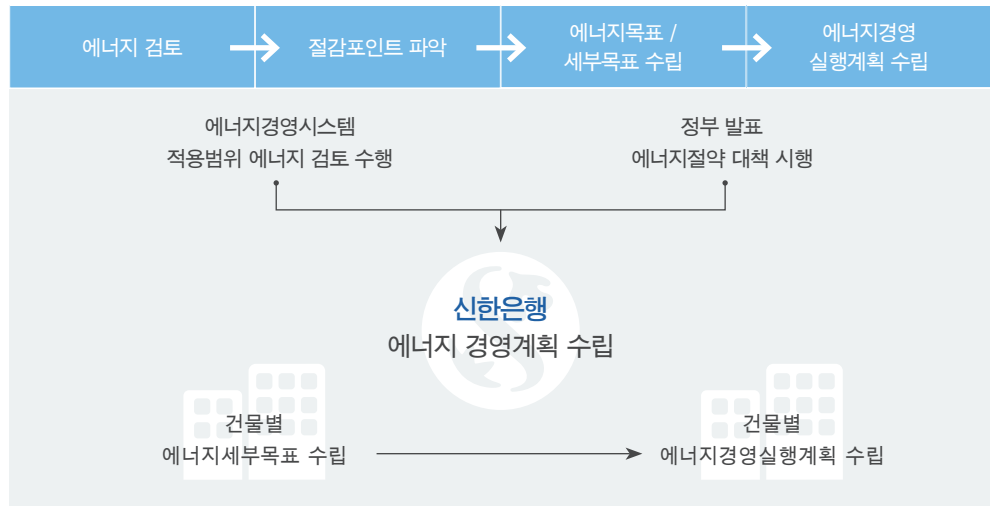 에너지 검토
절감포인트 파악
에너지목표 /
세부목표 수립
에너지경영
실행계획 수립
에너지경영시스템
적용범위 에너지 검토 수행
정부 발표
에너지절약 대책 시행
신한은행
에너지 경영계획 수립
건물별
에너지세부목표 수립
건물별
에너지경영실행계획 수립